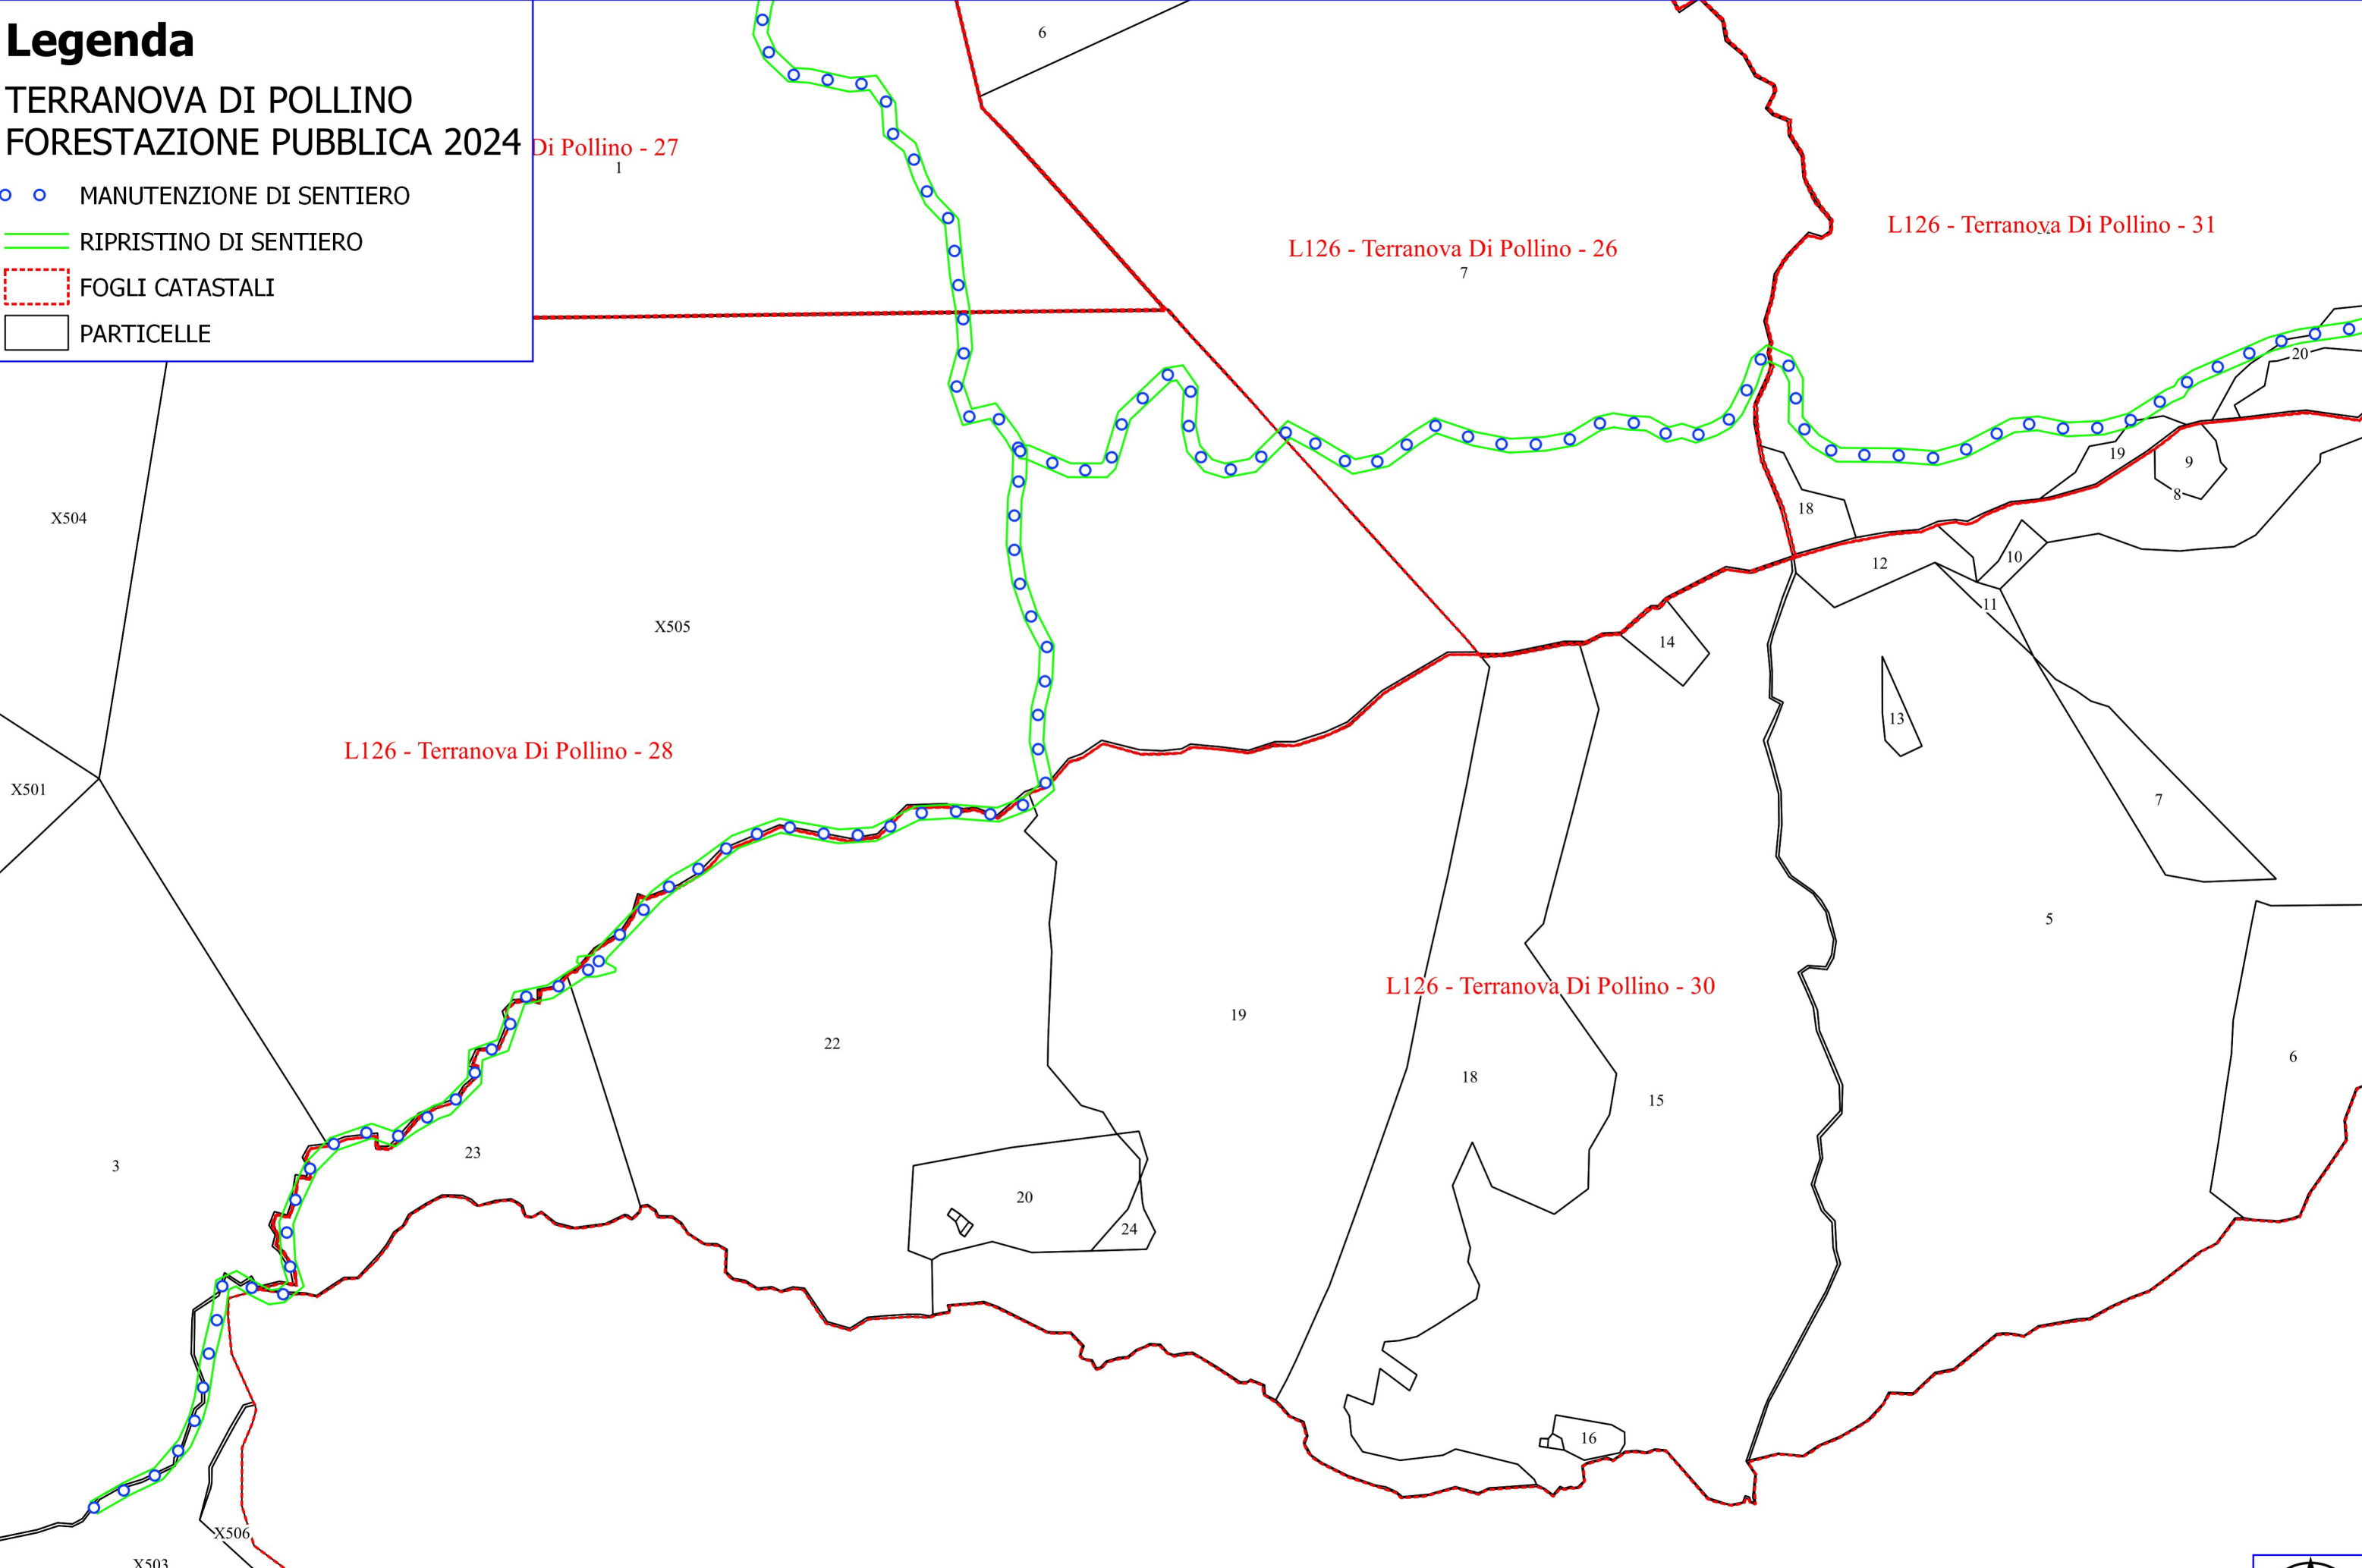 Legenda
TERRANOVA DI POLLINO
FORESTAZIONE PUBBLICA 2024
MANUTENZIONE DI SENTIERO
RIPRISTINO DI SENTIERO
FOGLI CATASTALI
PARTICELLE
6
Di Pollino - 27
1
L126 - Terranova Di Pollino - 26
7
L126 - Terranova Di Pollino - 31
20
19
9
8
18
12
10
11
X504
X505
14
13
L126 - Terranova Di Pollino - 28
X501
7
5
L126 - Terranova Di Pollino - 30
19
22
6
18
15
23
3
20
24
16
X506
X503